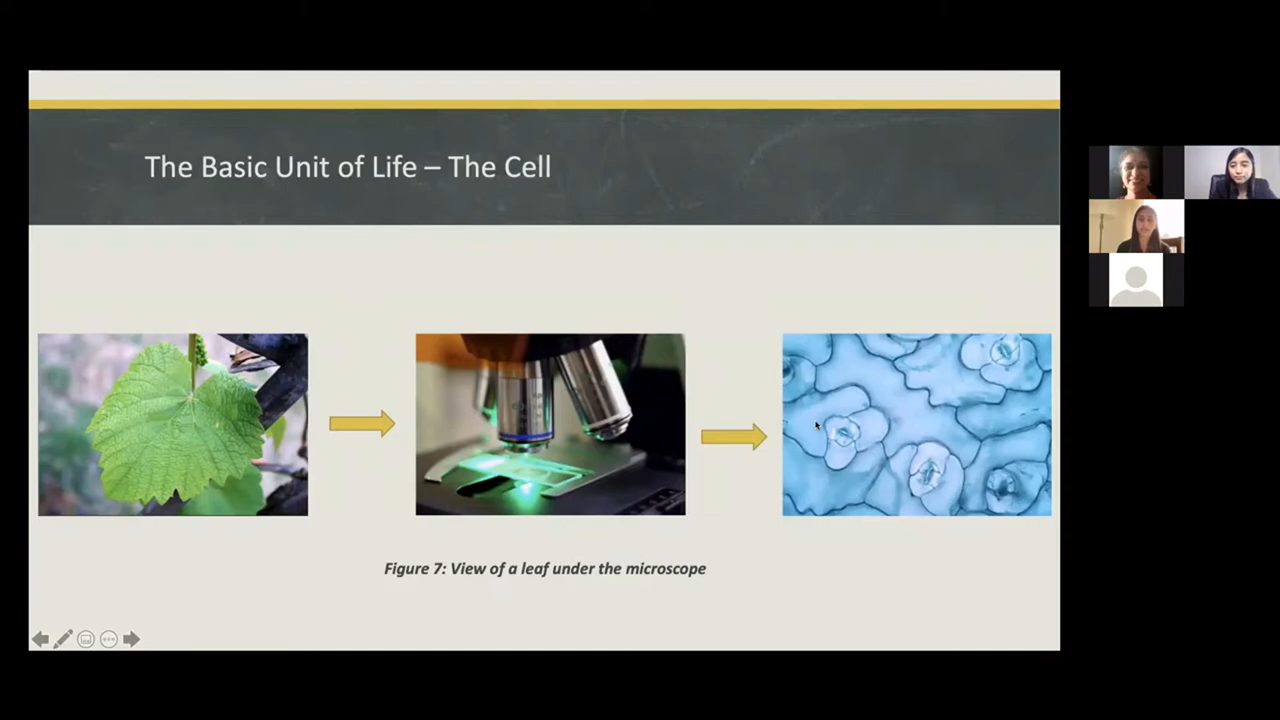 The Basic Unit of Life – The Cell
Figure 7: View of a leaf under the microscope